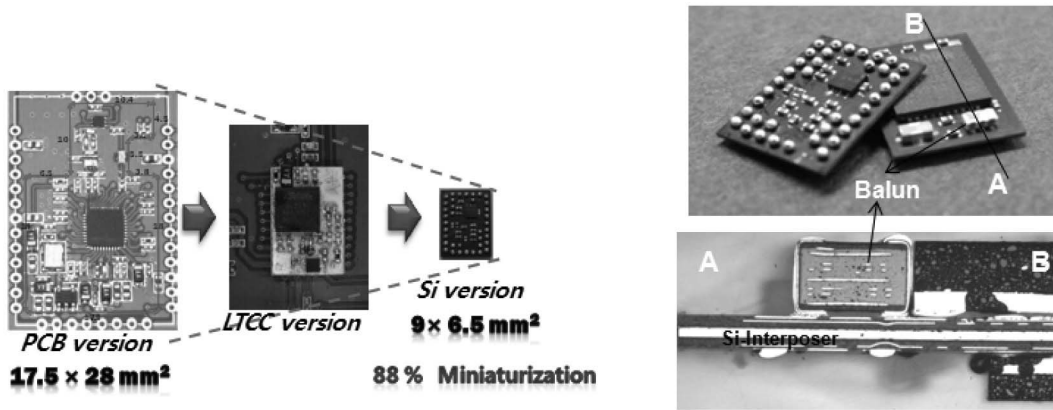 PCB version
17.5 × 28 mm²
LTCC version
Si version
9 × 6.5 mm²
88 % Miniaturization
B
A
Balun
A
B
Si-Interposer